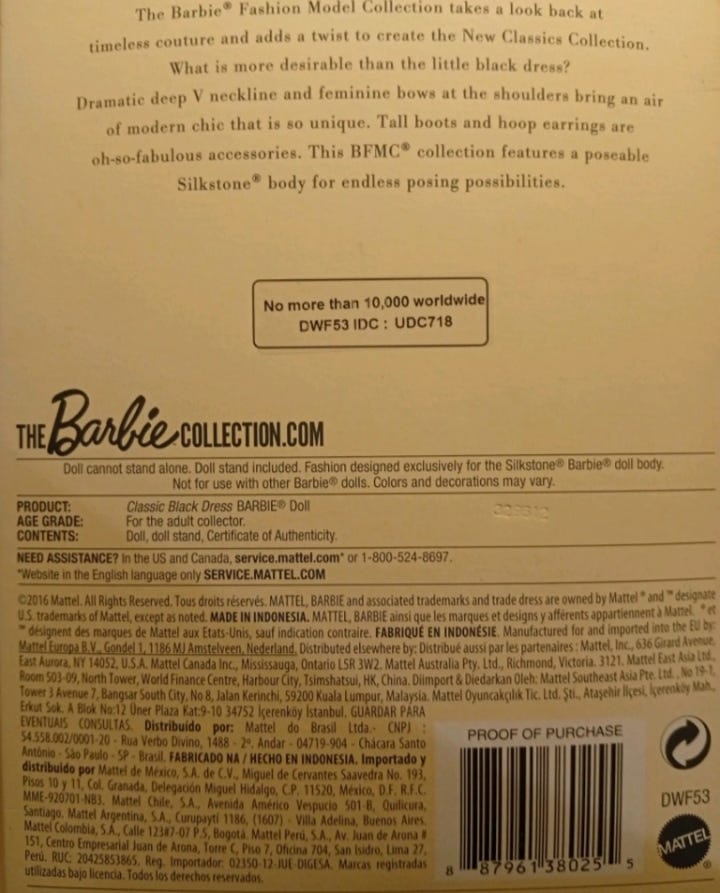 The Barbie® Fashion Model Collection takes a look back at
timeless couture and adds a twist to create the New Classics Collection.
What is more desirable than the little black dress?
Dramatic deep V neckline and feminine bows at the shoulders bring an air
of modern chic that is so unique. Tall boots and hoop earrings are
oh-so-fabulous accessories. This BFMC® collection features a poseable
Silkstone® body for endless posing possibilities.
No more than 10,000 worldwide
DWF53 IDC : UDC718
THE Barbie COLLECTION.COM
Doll cannot stand alone. Doll stand included. Fashion designed exclusively for the Silkstone® Barbie® doll body.
Not for use with other Barbie® dolls. Colors and decorations may vary.
PRODUCT: Classic Black Dress BARBIE® Doll
AGE GRADE: For the adult collector.
CONTENTS: Doll, doll stand, Certificate of Authenticity.
NEED ASSISTANCE? In the US and Canada, service.mattel.com* or 1-800-524-8697.
*Website in the English language only SERVICE.MATTEL.COM
©2016 Mattel. All Rights Reserved. Tous droits réservés. MATTEL, BARBIE and associated trademarks and trade dress are owned by Mattel ® and ™ designate
U.S. trademarks of Mattel, except as noted. MADE IN INDONESIA. MATTEL, BARBIE ainsi que les marques et designs y afférents appartiennent à Mattel. ® et
™ désignent des marques de Mattel aux États-Unis, sauf indication contraire. FABRIQUÉ EN INDONÉSIE. Manufactured for and imported into the EU by:
Mattel Europa B.V., Gondel 1, 1186 MJ Amstelveen, Nederland. Distributed elsewhere by: Distribué aussi par les partenaires : Mattel, Inc., 636 Girard Avenue,
East Aurora, NY 14052, U.S.A. Mattel Canada Inc., Mississauga, Ontario L5R 3W2. Mattel Australia Pty. Ltd., Richmond, Victoria. 3121. Mattel East Asia Ltd.,
Room 503-09, North Tower, World Finance Centre, Harbour City, Tsimshatsui, HK, China. Diimport & Diedarkan Oleh: Mattel Southeast Asia Pte. Ltd., No 19-1,
Tower 3 Avenue 7, Bangsar South City, No 8, Jalan Kerinchi, 59200 Kuala Lumpur, Malaysia. Mattel Oyuncakçılık Tic. Ltd. Şti., Ataşehir İlçesi, İçerenköy Mah.,
Erkut Sok. A Blok No:12 Üner Plaza Kat:9-10 34752 İçerenköy İstanbul. GUARDAR PARA
EVENTUAIS CONSULTAS. Distribuído por: Mattel do Brasil Ltda.- CNPJ :
54.558.002/0001-20 - Rua Verbo Divino, 1488 - 2º. Andar - 04719-904 - Chácara Santo
Antônio - São Paulo - SP - Brasil. FABRICADO NA / HECHO EN INDONESIA. Importado y
distribuido por Mattel de México, S.A. de C.V., Miguel de Cervantes Saavedra No. 193,
Pisos 10 y 11, Col. Granada, Delegación Miguel Hidalgo, C.P. 11520, México, D.F. R.F.C.
MME-920701-NB3. Mattel Chile, S.A., Avenida Américo Vespucio 501-B, Quilicura,
Santiago. Mattel Argentina, S.A., Curupaytí 1186, (1607) - Villa Adelina, Buenos Aires.
Mattel Colombia, S.A., Calle 123#7-07 P.5, Bogotá. Mattel Perú, S.A., Av. Juan de Arona #
151, Centro Empresarial Juan de Arona, Torre C, Piso 7, Oficina 704, San Isidro, Lima 27,
Perú. RUC: 20425853865. Reg. Importador: 02350-12-JUE-DIGESA. Marcas registradas
utilizadas bajo licencia. Todos los derechos reservados.
PROOF OF PURCHASE
8 87961 38025 5
DWF53
MATTEL